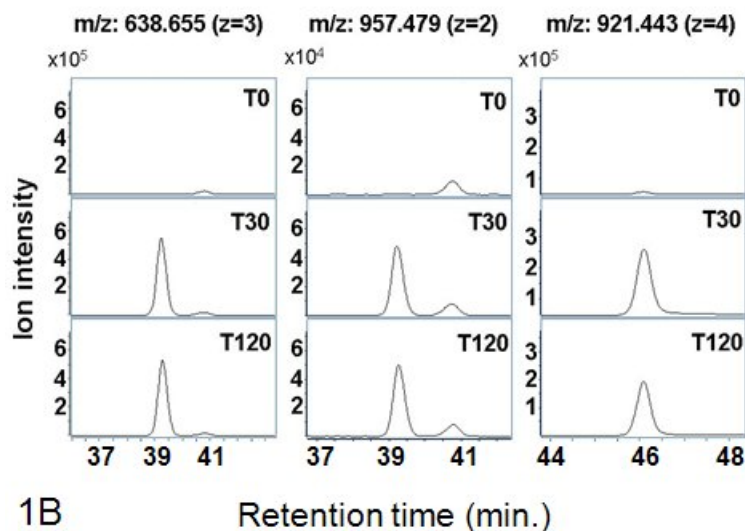 m/z: 638.655 (z=3) m/z: 957.479 (z=2) m/z: 921.443 (z=4)
x10⁵ x10⁴ x10⁵
Ion intensity
T0 T0 T0
6 6 3
4 4 2
2 2 1
T30 T30 T30
6 6 3
4 4 2
2 2 1
T120 T120 T120
6 6 3
4 4 2
2 2 1
37 39 41 37 39 41 44 46 48
1B Retention time (min.)